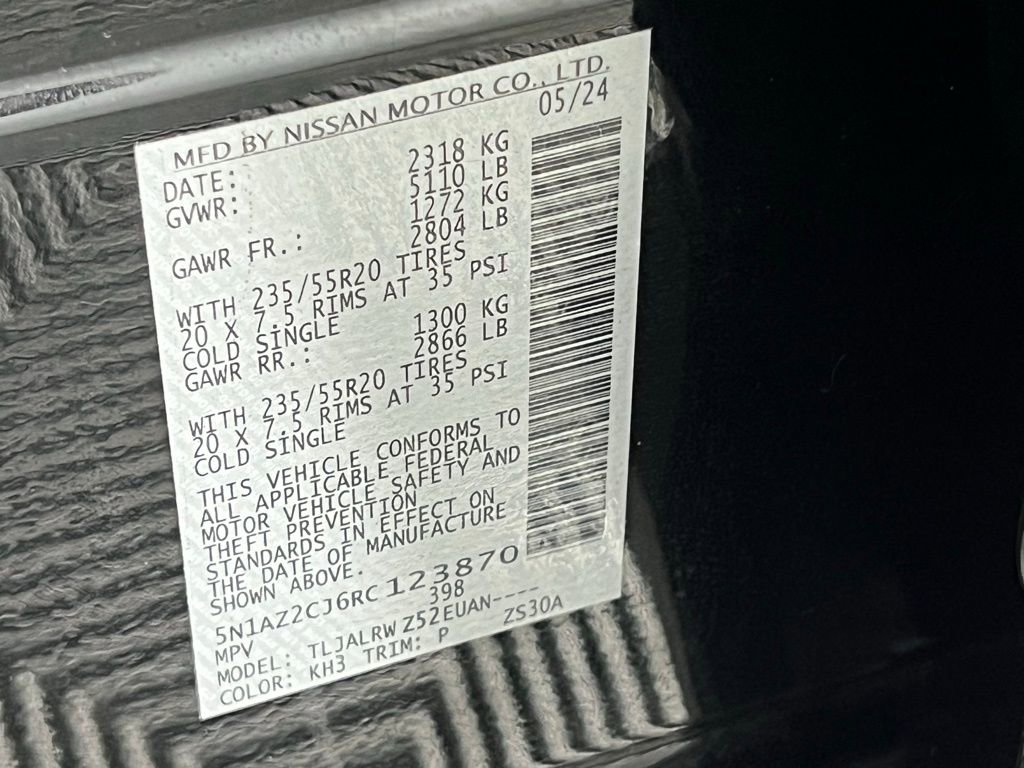 MFD BY NISSAN MOTOR CO., LTD.
DATE: 05/24
GVWR: 2318 KG
5110 LB
GAWR FR.: 1272 KG
2804 LB
WITH 235/55R20 TIRES
20 X 7.5 RIMS AT 35 PSI
COLD SINGLE
GAWR RR.: 1300 KG
2866 LB
WITH 235/55R20 TIRES
20 X 7.5 RIMS AT 35 PSI
COLD SINGLE
THIS VEHICLE CONFORMS TO
ALL APPLICABLE FEDERAL
MOTOR VEHICLE SAFETY AND
THEFT PREVENTION
STANDARDS IN EFFECT ON
THE DATE OF MANUFACTURE
SHOWN ABOVE.
5N1AZ2CJ6RC123870
MPV 398
MODEL: TLJALRWZ52EUAN----
COLOR: KH3 TRIM: P ZS30A